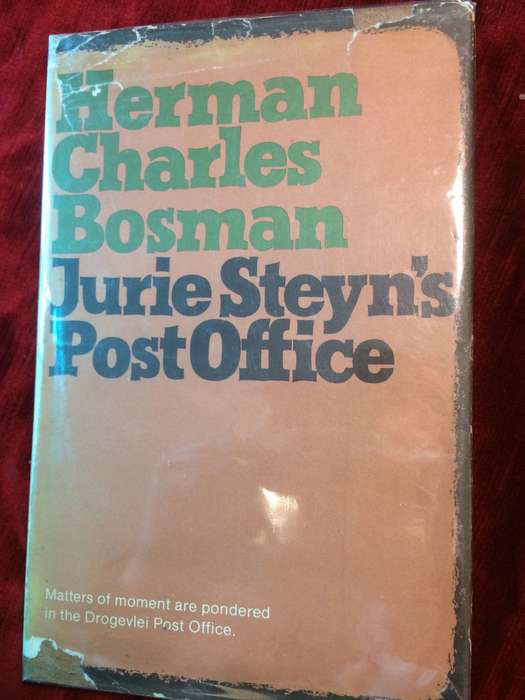 Herman
Charles
Bosman
Jurie Steyn's
Post Office
Matters of moment are pondered
in the Drogevlei Post Office.